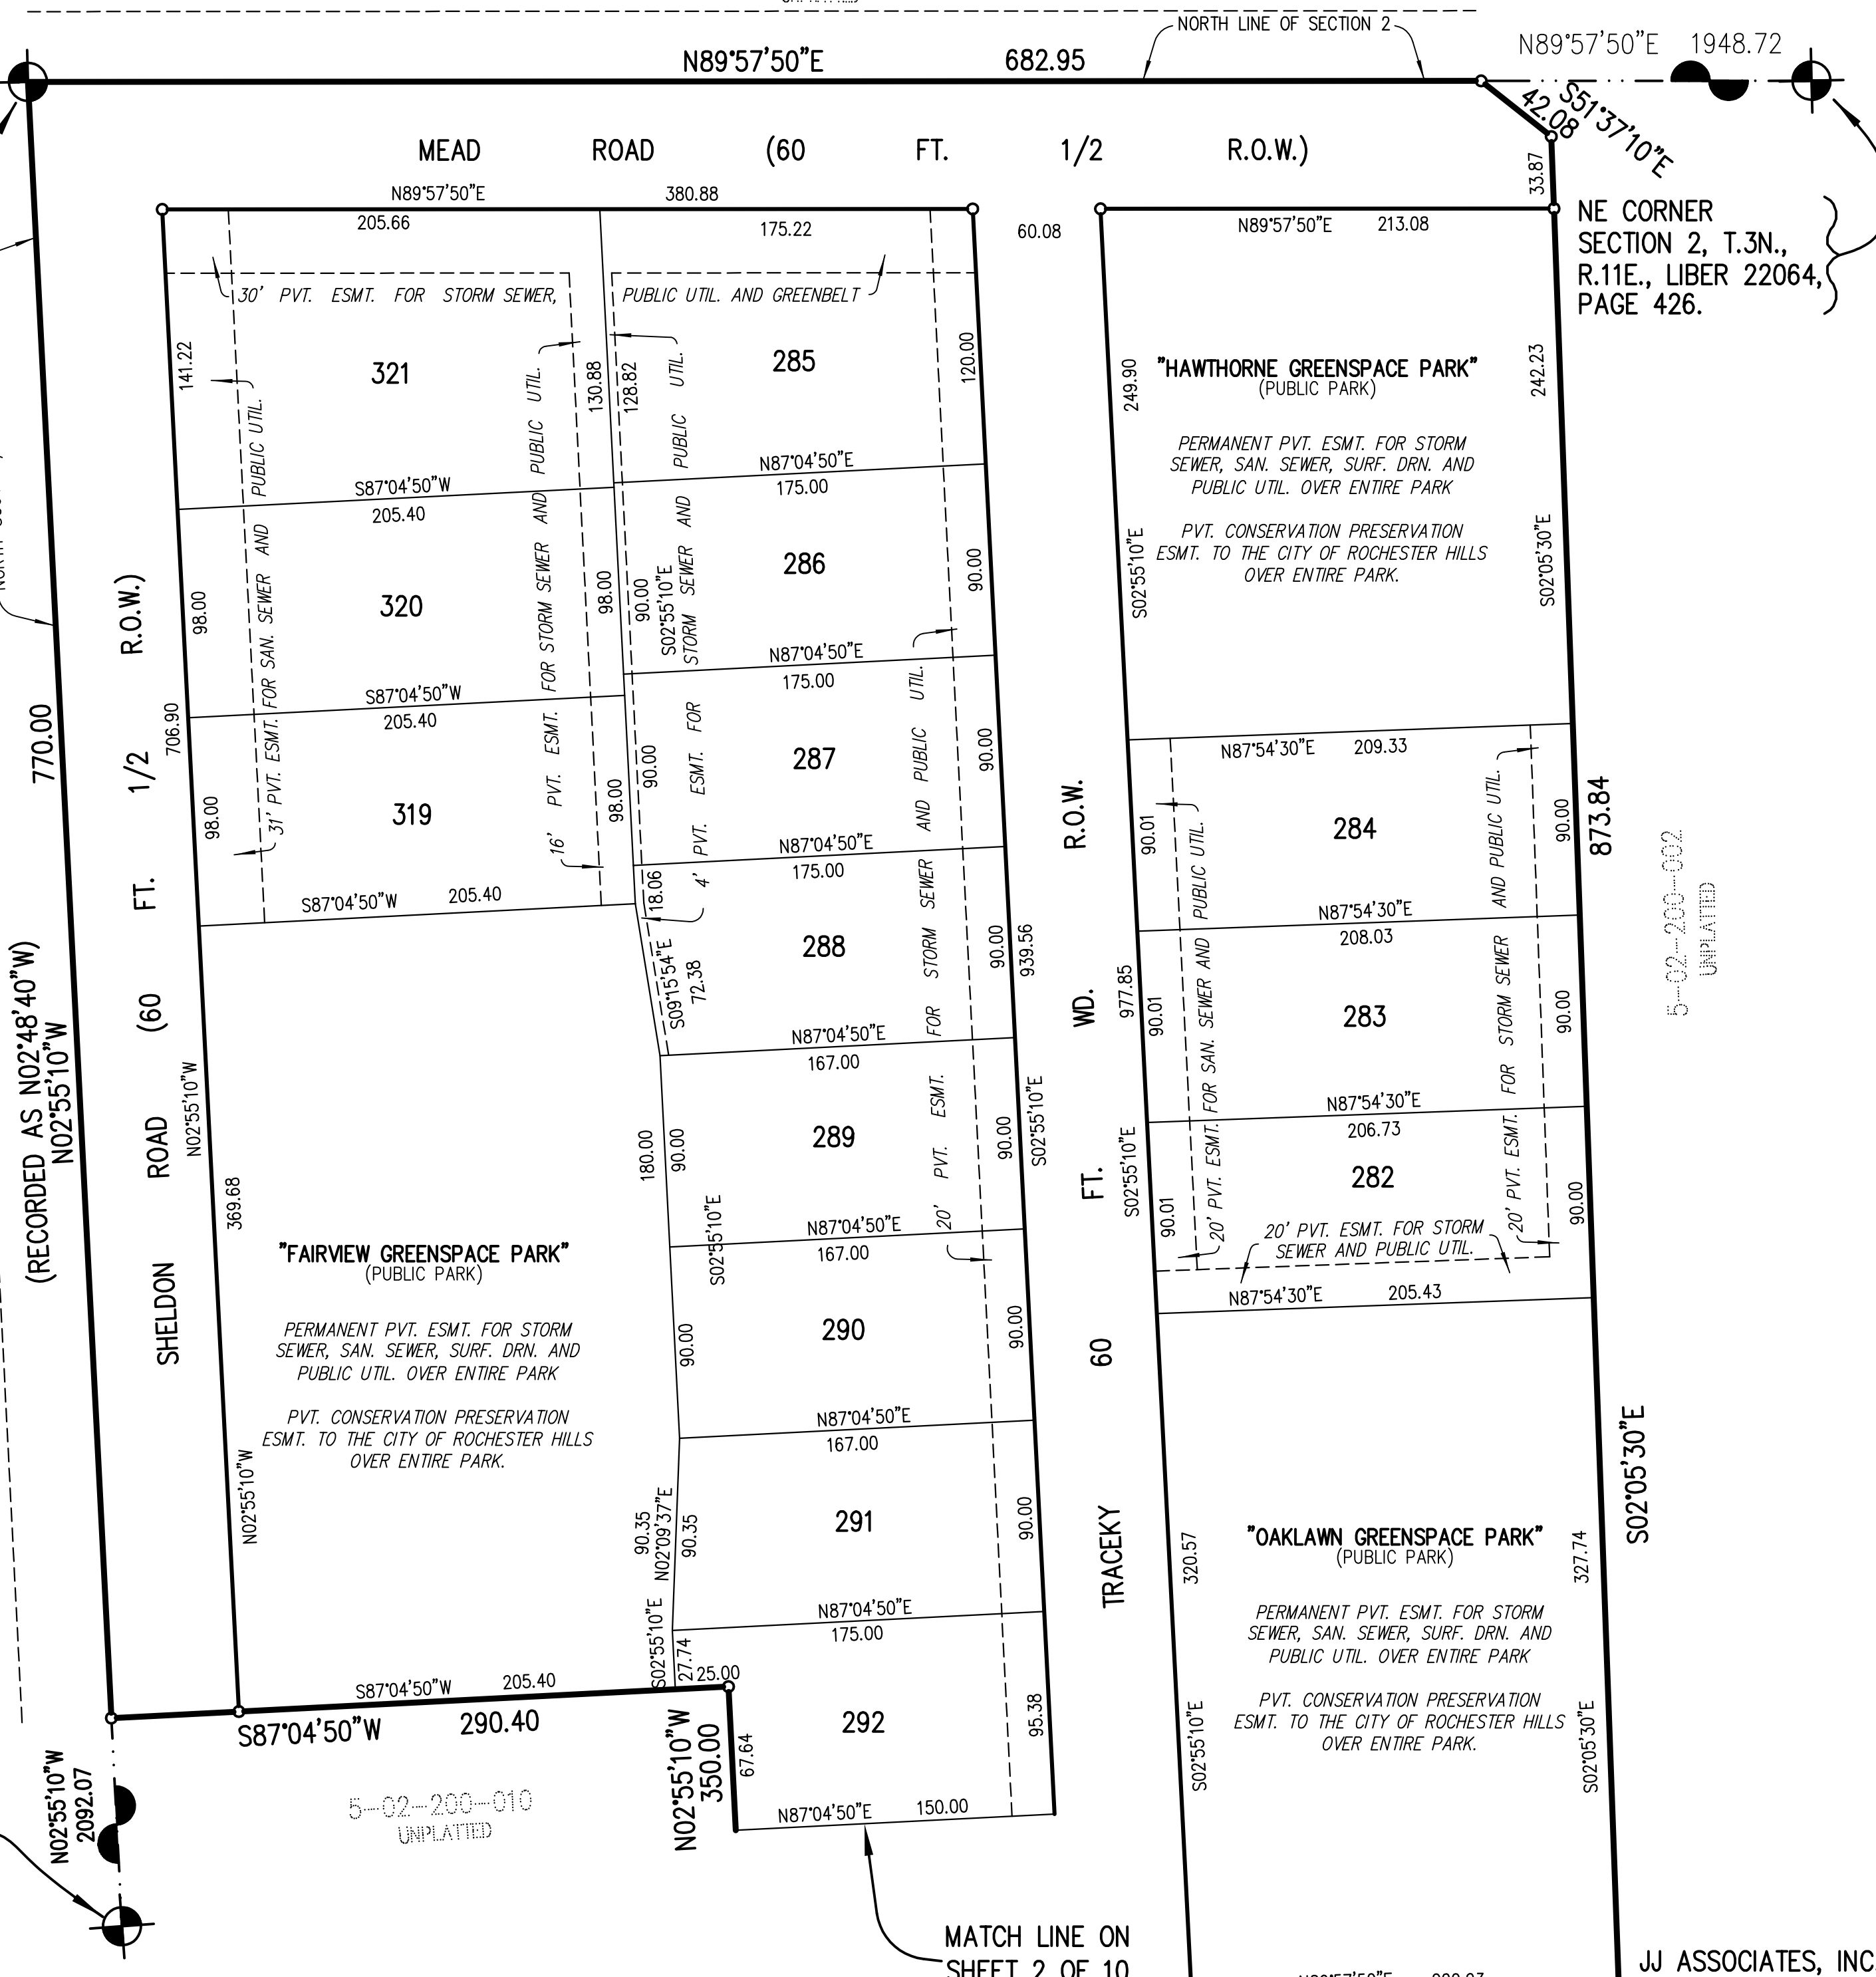 NORTH LINE OF SECTION 2
N89°57'50"E 682.95
N89°57'50"E 1948.72
S51°37'10"E
42.08
33.87
MEAD ROAD (60 FT. 1/2 R.O.W.)
N89°57'50"E 380.88
205.66
175.22
60.08
N89°57'50"E 213.08
NE CORNER
SECTION 2, T.3N.,
R.11E., LIBER 22064,
PAGE 426.
30' PVT. ESMT. FOR STORM SEWER, PUBLIC UTIL. AND GREENBELT
141.22
321
130.88
128.82
285
120.00
S87°04'50"W
205.40
N87°04'50"E
175.00
98.00
320
98.00
90.00
S02°55'10"E
286
90.00
S87°04'50"W
205.40
N87°04'50"E
175.00
98.00
319
98.00
90.00
287
90.00
S87°04'50"W 205.40
N87°04'50"E
175.00
31' PVT. ESMT. FOR SAN. SEWER AND PUBLIC UTIL.
16' PVT. ESMT. FOR STORM SEWER AND PUBLIC UTIL.
4' PVT. ESMT. FOR STORM SEWER AND PUBLIC UTIL.
20' PVT. ESMT. FOR STORM SEWER AND PUBLIC UTIL.
18.06
S09°15'54"E
72.38
288
90.00
939.56
N87°04'50"E
167.00
180.00
90.00
289
90.00
S02°55'10"E
S02°55'10"E
N87°04'50"E
167.00
90.00
290
90.00
N87°04'50"E
167.00
90.35
N02°09'37"E
90.35
291
90.00
N87°04'50"E
175.00
S02°55'10"E
27.74
25.00
292
95.38
67.64
N87°04'50"E 150.00
N02°55'10"W
350.00
770.00
(RECORDED AS N02°48'40"W)
N02°55'10"W
SHELDON ROAD (60 FT. 1/2 R.O.W.)
706.90
N02°55'10"W
369.68
N02°55'10"W
"FAIRVIEW GREENSPACE PARK"
(PUBLIC PARK)
PERMANENT PVT. ESMT. FOR STORM
SEWER, SAN. SEWER, SURF. DRN. AND
PUBLIC UTIL. OVER ENTIRE PARK
PVT. CONSERVATION PRESERVATION
ESMT. TO THE CITY OF ROCHESTER HILLS
OVER ENTIRE PARK.
S87°04'50"W 205.40
S87°04'50"W 290.40
5-02-200-010
UNPLATTED
N02°55'10"W
2092.07
MATCH LINE ON
SHEET 2 OF 10
TRACEKY 60 FT. WD. R.O.W.
249.90
242.23
"HAWTHORNE GREENSPACE PARK"
(PUBLIC PARK)
PERMANENT PVT. ESMT. FOR STORM
SEWER, SAN. SEWER, SURF. DRN. AND
PUBLIC UTIL. OVER ENTIRE PARK
PVT. CONSERVATION PRESERVATION
ESMT. TO THE CITY OF ROCHESTER HILLS
OVER ENTIRE PARK.
S02°55'10"E
S02°05'30"E
N87°54'30"E 209.33
90.01
284
90.00
873.84
N87°54'30"E
208.03
977.85
90.01
283
90.00
N87°54'30"E
206.73
S02°55'10"E
90.01
282
90.00
20' PVT. ESMT. FOR SAN. SEWER AND PUBLIC UTIL.
20' PVT. ESMT. FOR STORM SEWER AND PUBLIC UTIL.
20' PVT. ESMT. FOR STORM
SEWER AND PUBLIC UTIL.
N87°54'30"E 205.43
5-02-200-002
UNPLATTED
S02°05'30"E
320.57
327.74
"OAKLAWN GREENSPACE PARK"
(PUBLIC PARK)
PERMANENT PVT. ESMT. FOR STORM
SEWER, SAN. SEWER, SURF. DRN. AND
PUBLIC UTIL. OVER ENTIRE PARK
PVT. CONSERVATION PRESERVATION
ESMT. TO THE CITY OF ROCHESTER HILLS
OVER ENTIRE PARK.
S02°55'10"E
S02°05'30"E
JJ ASSOCIATES, INC